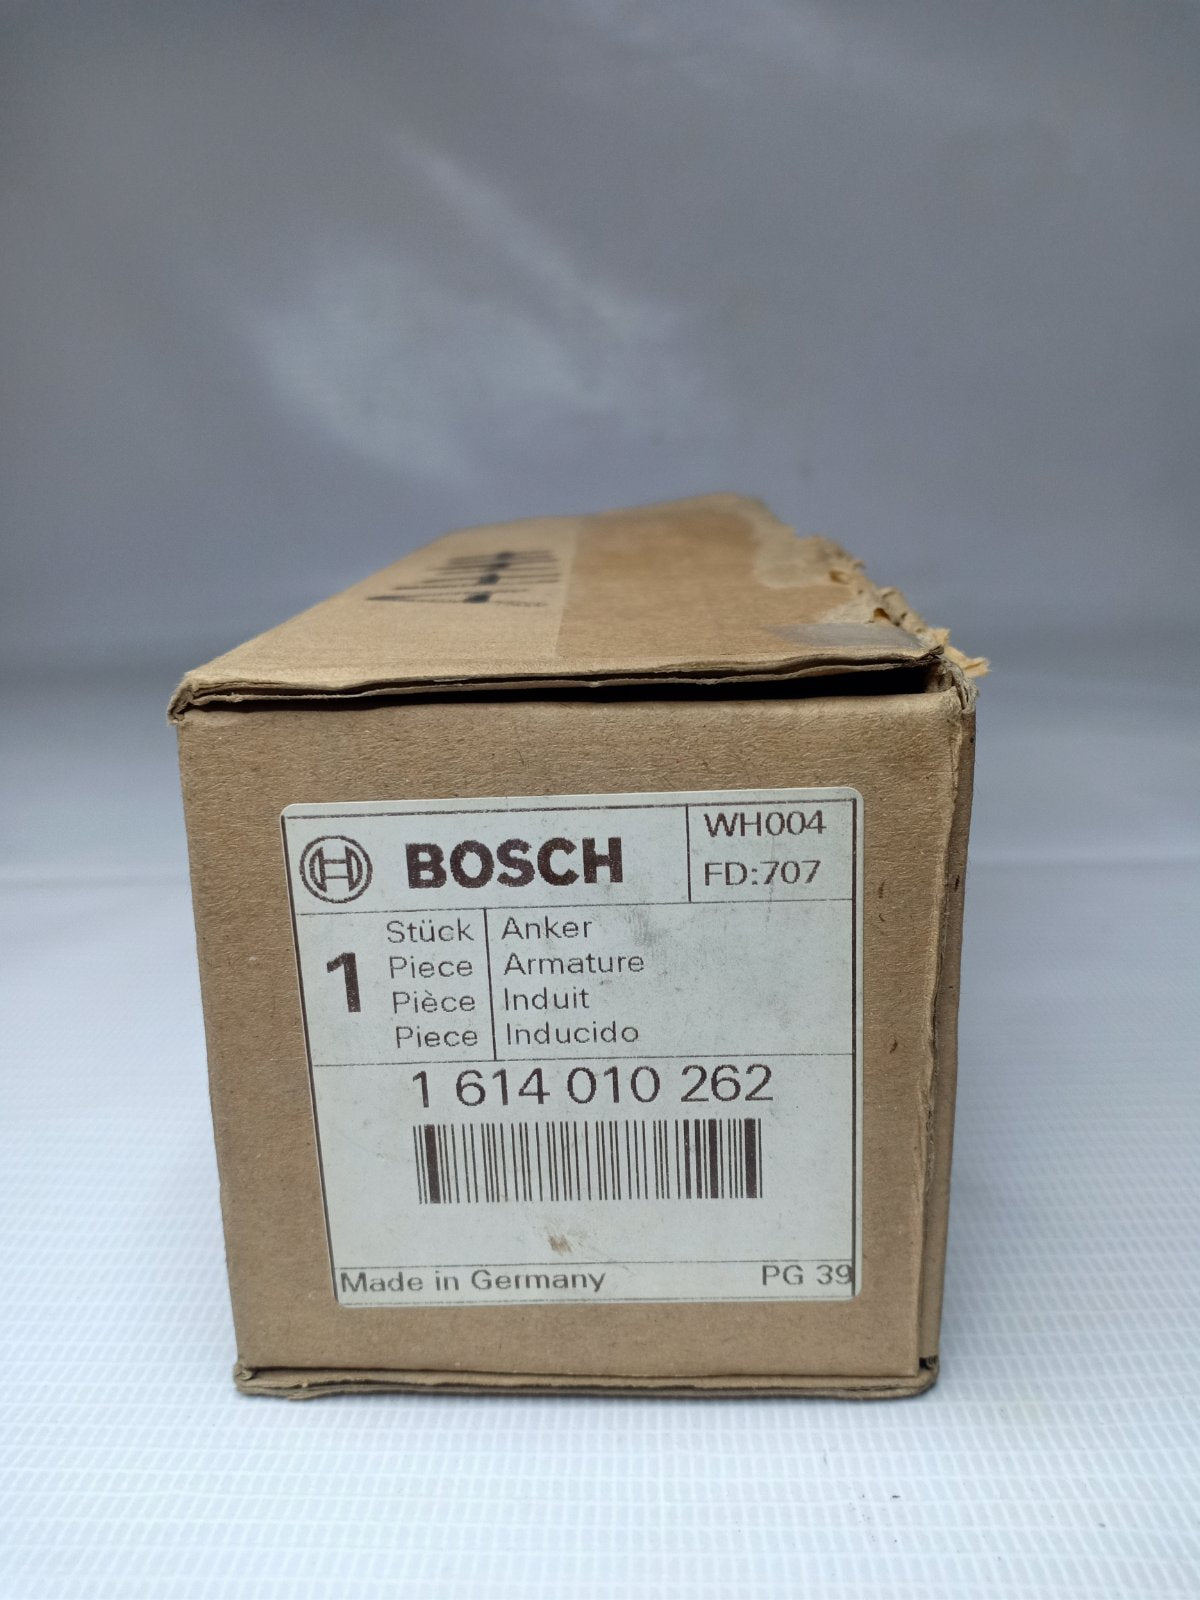 BOSCH
WH004
FD:707
1
Stück Anker
Piece Armature
Pièce Induit
Piece Inducido
1 614 010 262
Made in Germany PG 39